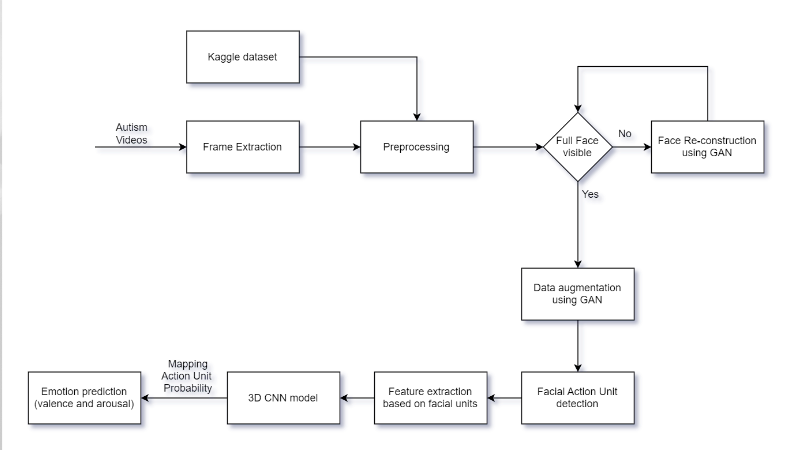 Kaggle dataset
Autism
Videos
Frame Extraction
Preprocessing
Full Face
visible
No
Face Re-construction
using GAN
Yes
Data augmentation
using GAN
Facial Action Unit
detection
Feature extraction
based on facial units
3D CNN model
Mapping
Action Unit
Probability
Emotion prediction
(valence and arousal)